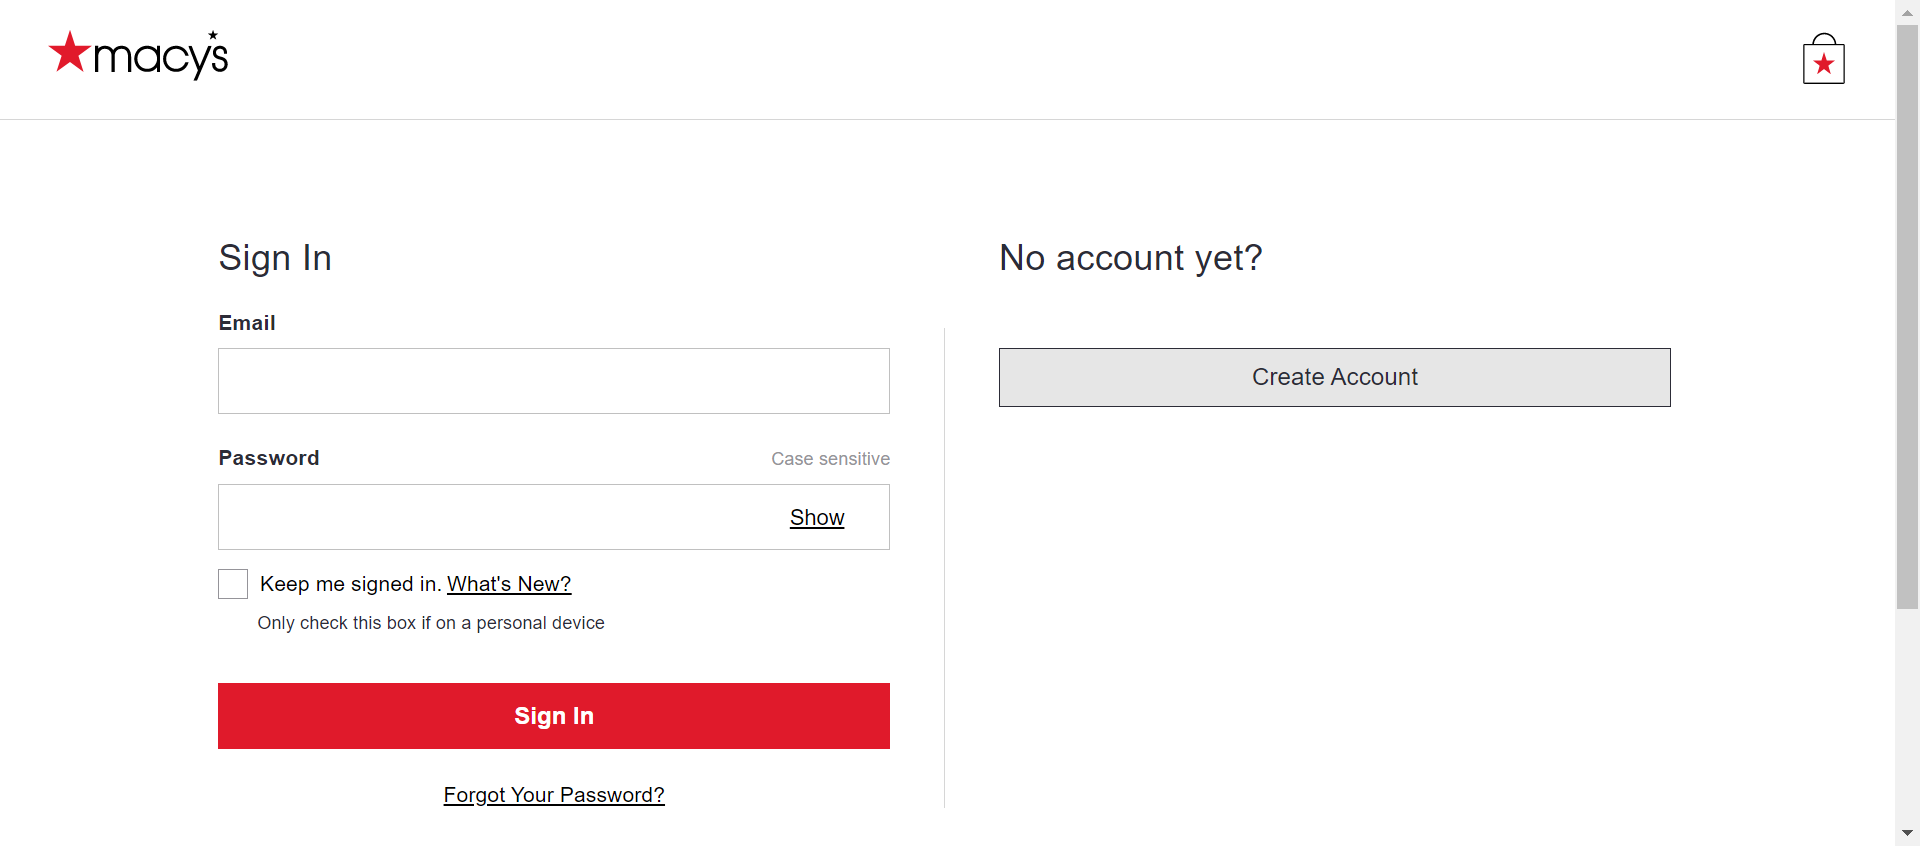 macy's
Sign In
Email
Password
Case sensitive
Show
Keep me signed in. What's New?
Only check this box if on a personal device
Sign In
Forgot Your Password?
No account yet?
Create Account